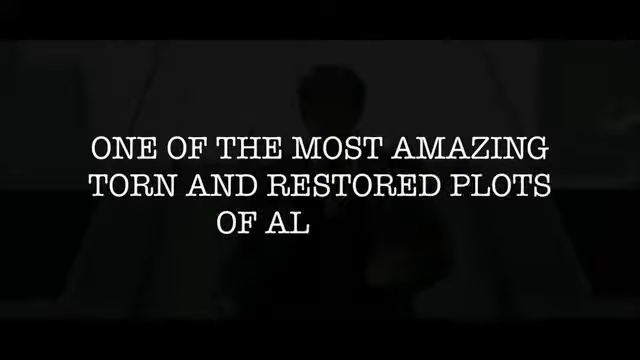 ONE OF THE MOST AMAZING
TORN AND RESTORED PLOTS
OF AL